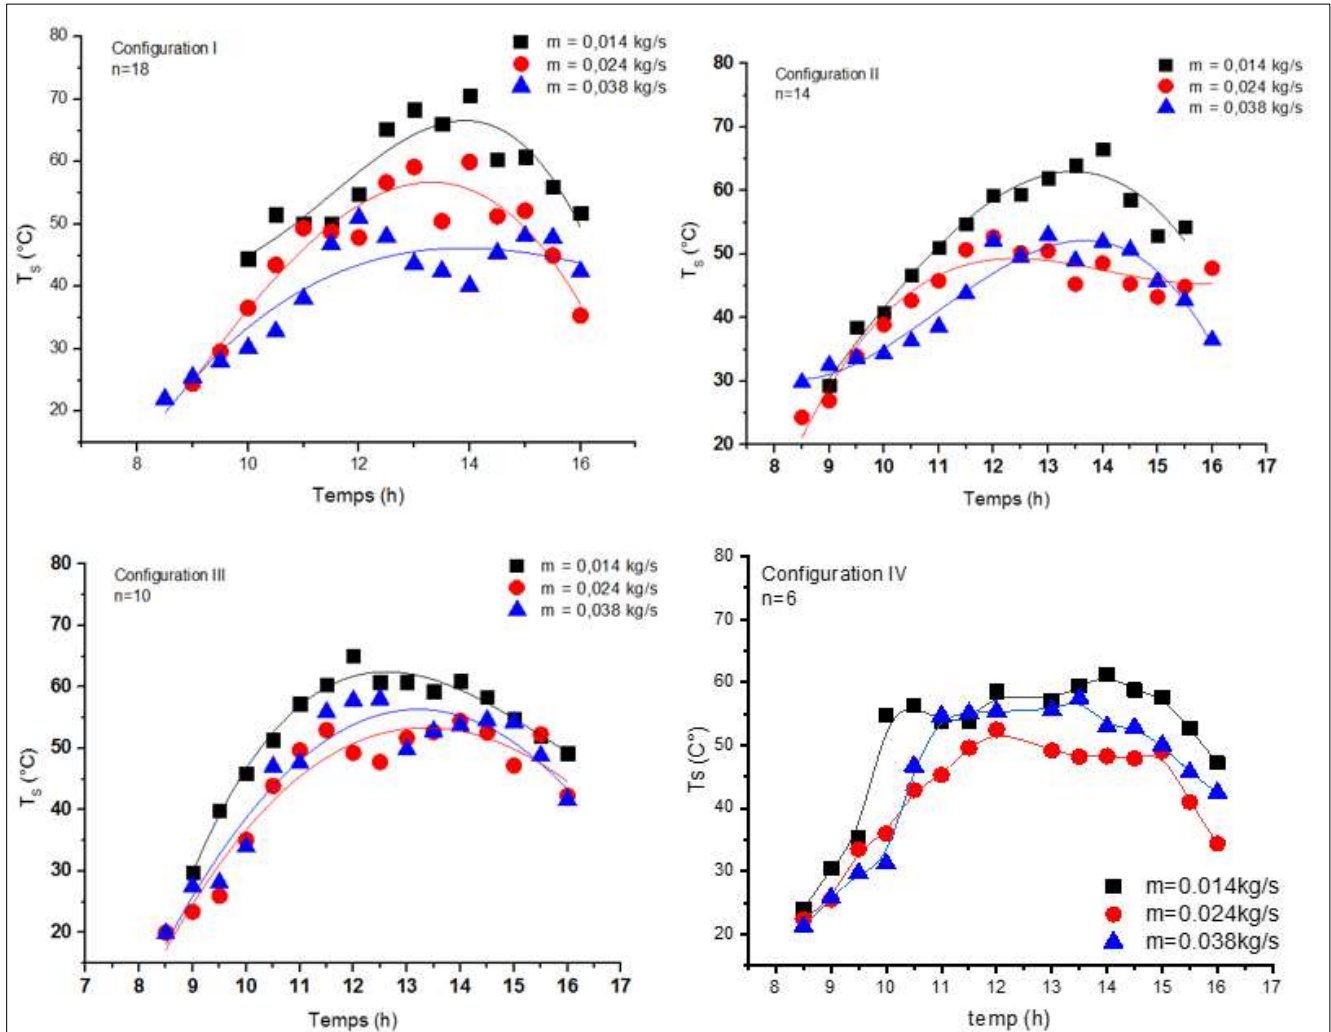 Configuration I
n=18
m = 0,014 kg/s
m = 0,024 kg/s
m = 0,038 kg/s
80
70
60
50
40
30
20
T_S (°C)
8
10
12
14
16
Temps (h)
Configuration II
n=14
m = 0,014 kg/s
m = 0,024 kg/s
m = 0,038 kg/s
80
70
60
50
40
30
20
T_S (°C)
8
9
10
11
12
13
14
15
16
17
Temps (h)
Configuration III
n=10
m = 0,014 kg/s
m = 0,024 kg/s
m = 0,038 kg/s
80
70
60
50
40
30
20
T_S (°C)
7
8
9
10
11
12
13
14
15
16
17
Temps (h)
Configuration IV
n=6
80
70
60
50
40
30
20
Ts (C°)
m=0.014kg/s
m=0.024kg/s
m=0.038kg/s
8
9
10
11
12
13
14
15
16
17
temp (h)